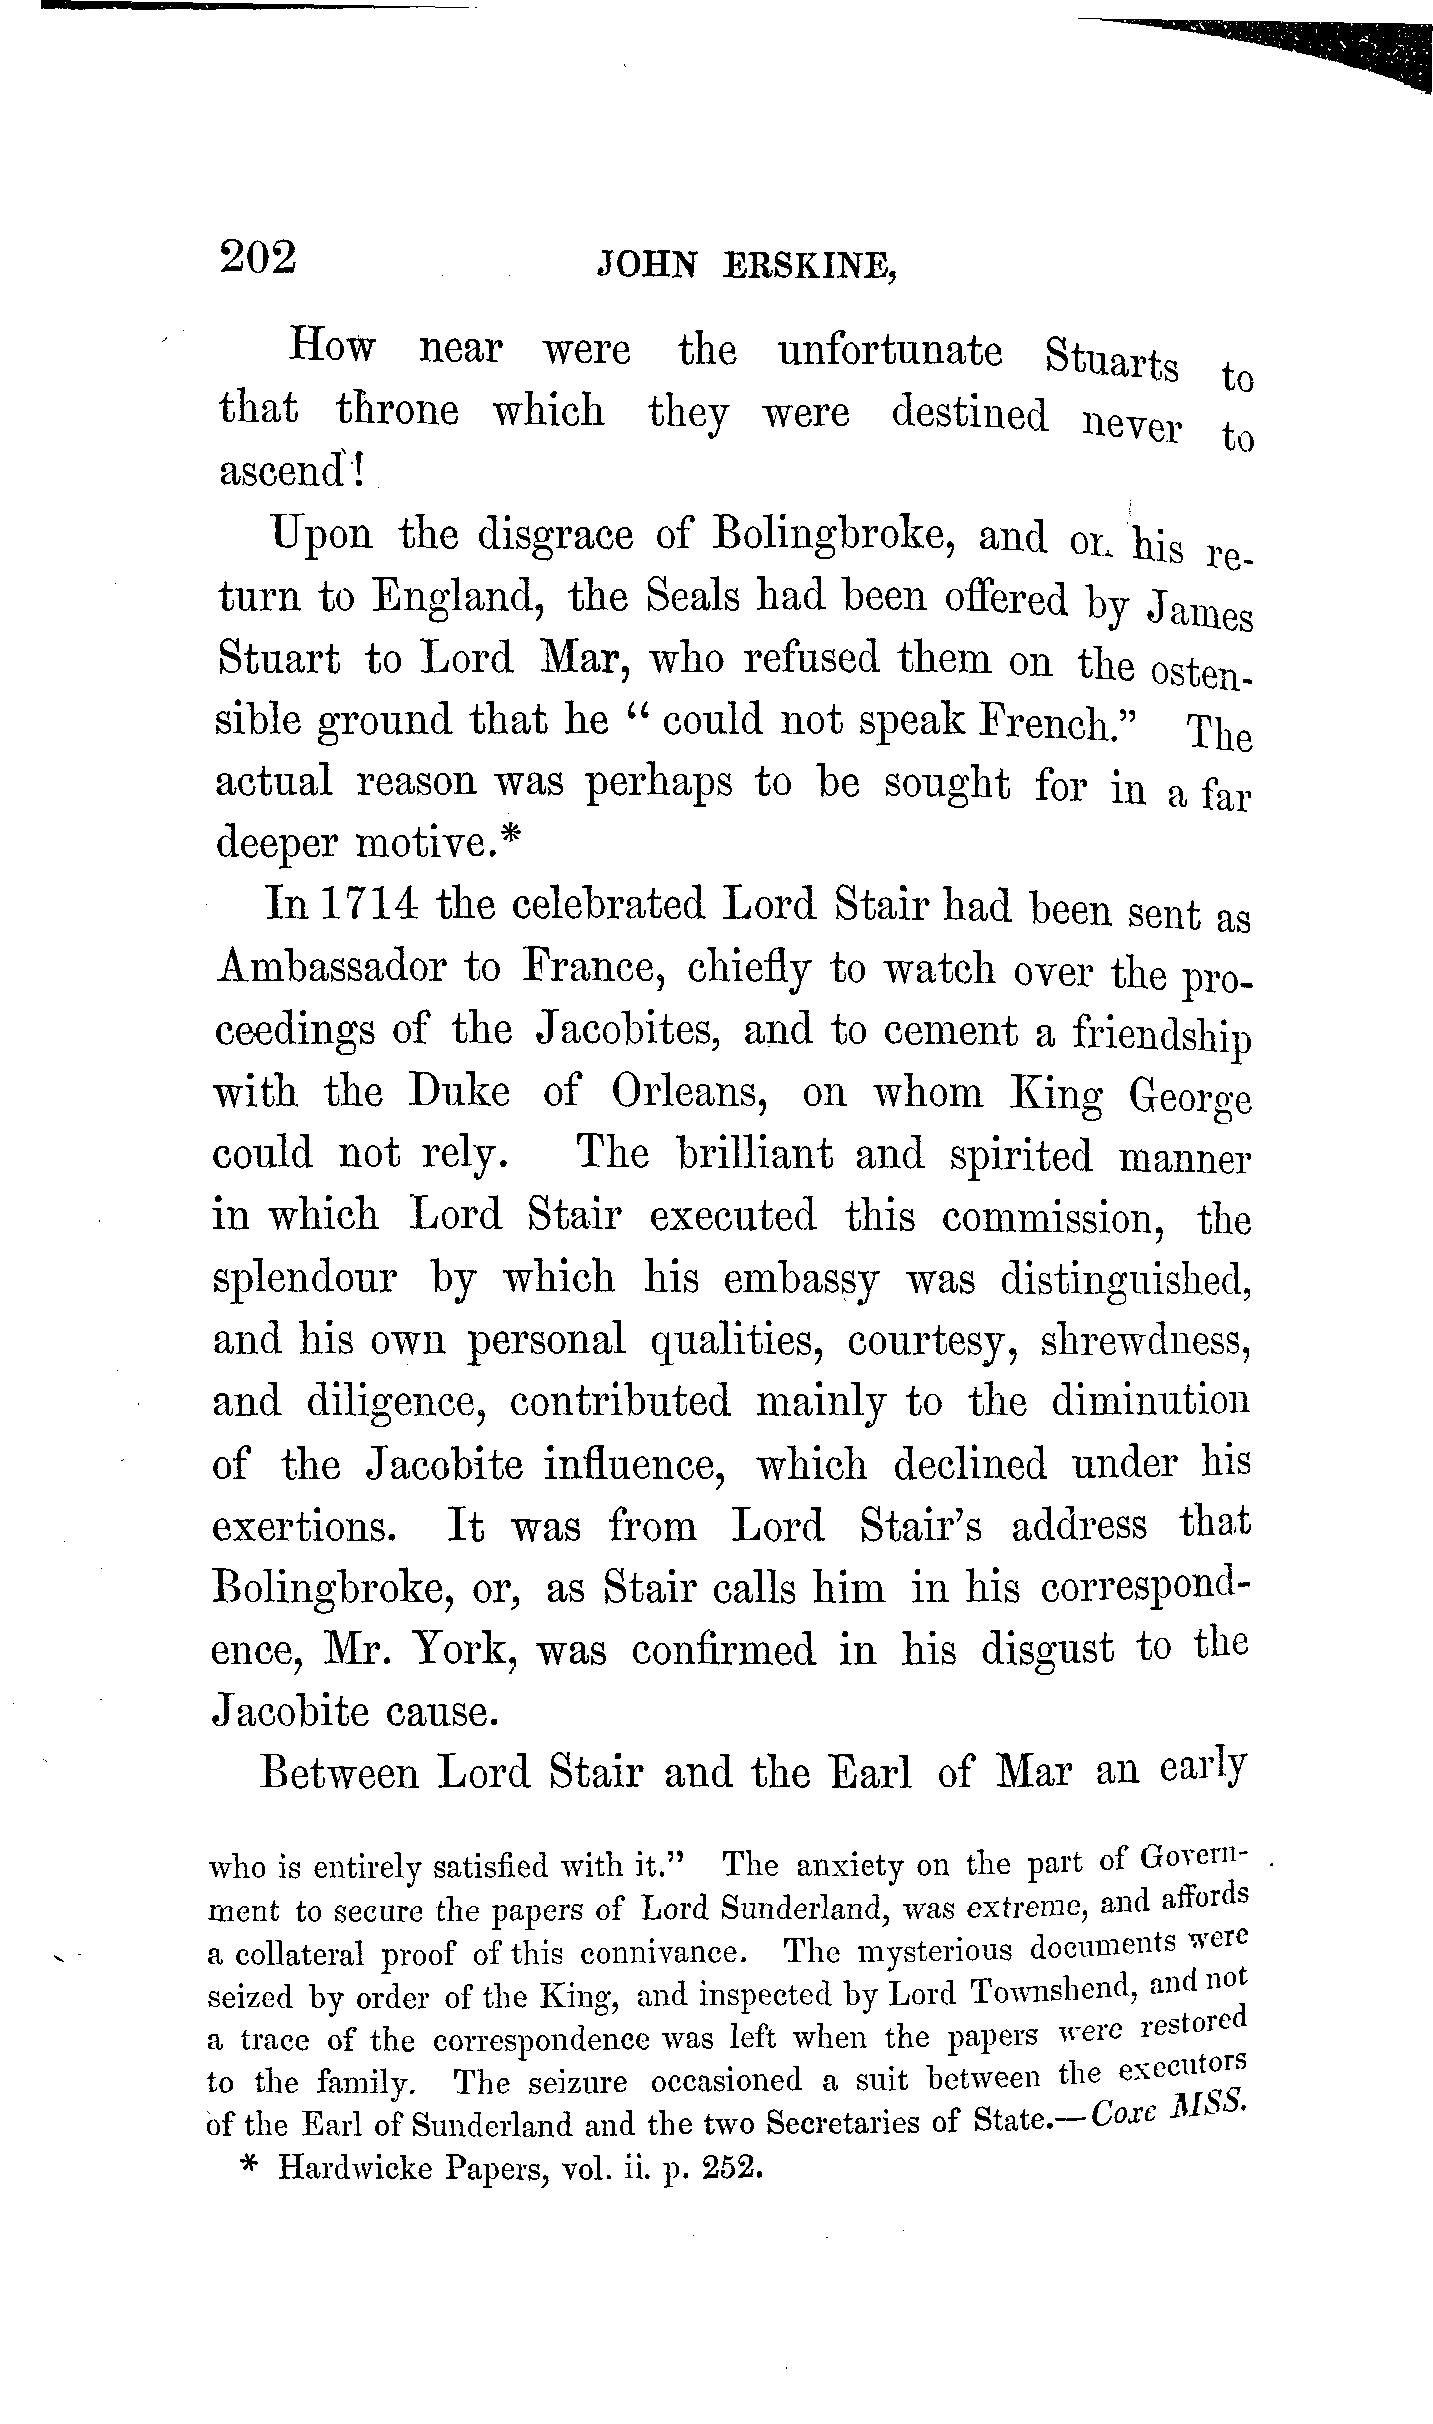 202 JOHN ERSKINE,
How near were the unfortunate Stuarts to
that throne which they were destined never to
ascend!
Upon the disgrace of Bolingbroke, and on his re-
turn to England, the Seals had been offered by James
Stuart to Lord Mar, who refused them on the osten-
sible ground that he " could not speak French." The
actual reason was perhaps to be sought for in a far
deeper motive.*
In 1714 the celebrated Lord Stair had been sent as
Ambassador to France, chiefly to watch over the pro-
ceedings of the Jacobites, and to cement a friendship
with the Duke of Orleans, on whom King George
could not rely. The brilliant and spirited manner
in which Lord Stair executed this commission, the
splendour by which his embassy was distinguished,
and his own personal qualities, courtesy, shrewdness,
and diligence, contributed mainly to the diminution
of the Jacobite influence, which declined under his
exertions. It was from Lord Stair's address that
Bolingbroke, or, as Stair calls him in his correspond-
ence, Mr. York, was confirmed in his disgust to the
Jacobite cause.
Between Lord Stair and the Earl of Mar an early
who is entirely satisfied with it." The anxiety on the part of Govern-
ment to secure the papers of Lord Sunderland, was extreme, and affords
a collateral proof of this connivance. The mysterious documents were
seized by order of the King, and inspected by Lord Townshend, and not
a trace of the correspondence was left when the papers were restored
to the family. The seizure occasioned a suit between the executors
of the Earl of Sunderland and the two Secretaries of State.—Coxe MSS.
* Hardwicke Papers, vol. ii. p. 252.